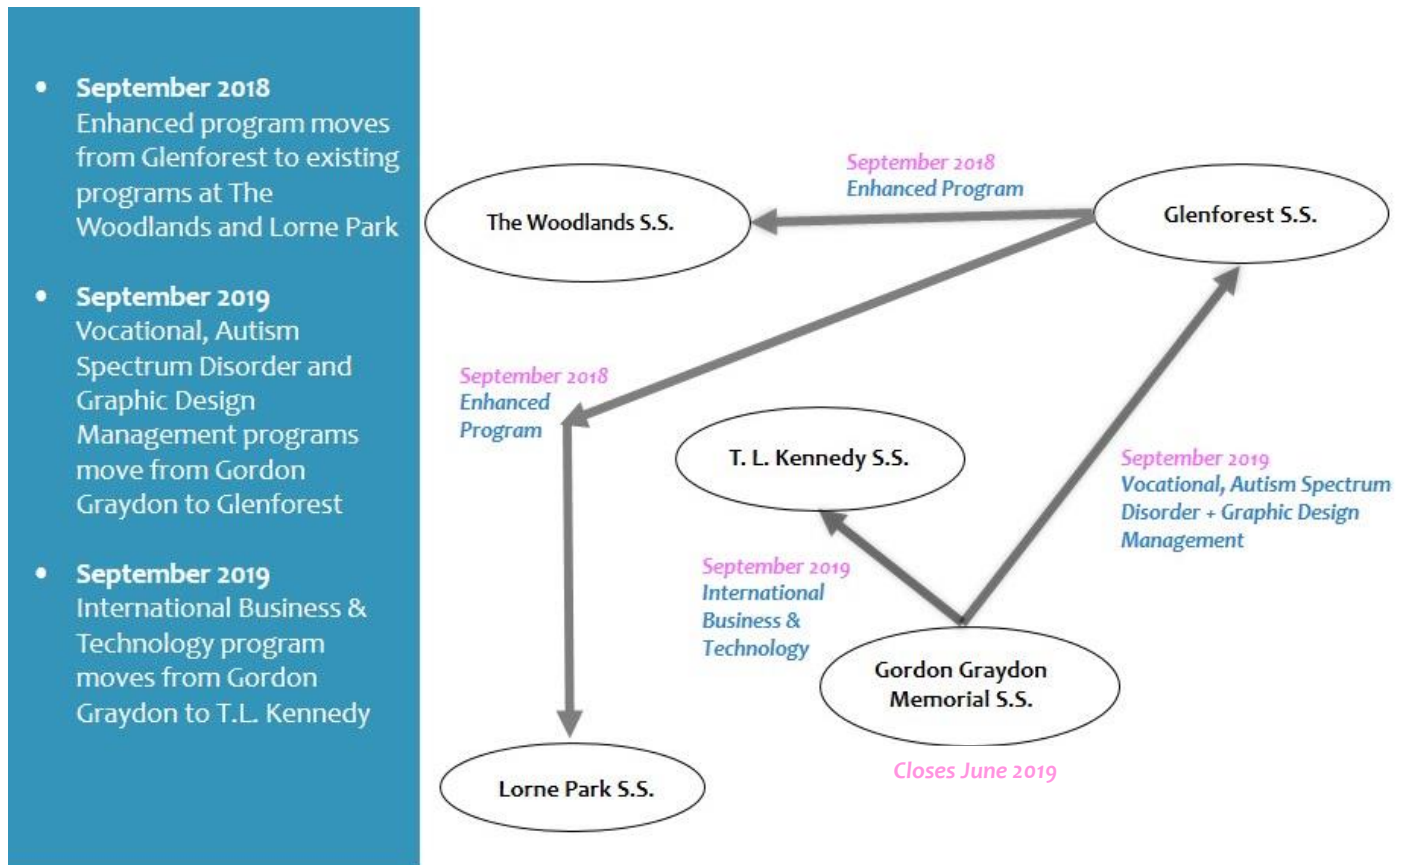 • September 2018
Enhanced program moves
from Glenforest to existing
programs at The
Woodlands and Lorne Park
• September 2019
Vocational, Autism
Spectrum Disorder and
Graphic Design
Management programs
move from Gordon
Graydon to Glenforest
• September 2019
International Business &
Technology program
moves from Gordon
Graydon to T.L. Kennedy
September 2018
Enhanced Program
The Woodlands S.S.
Glenforest S.S.
September 2018
Enhanced
Program
T. L. Kennedy S.S.
September 2019
Vocational, Autism Spectrum
Disorder + Graphic Design
Management
September 2019
International
Business &
Technology
Gordon Graydon
Memorial S.S.
Closes June 2019
Lorne Park S.S.